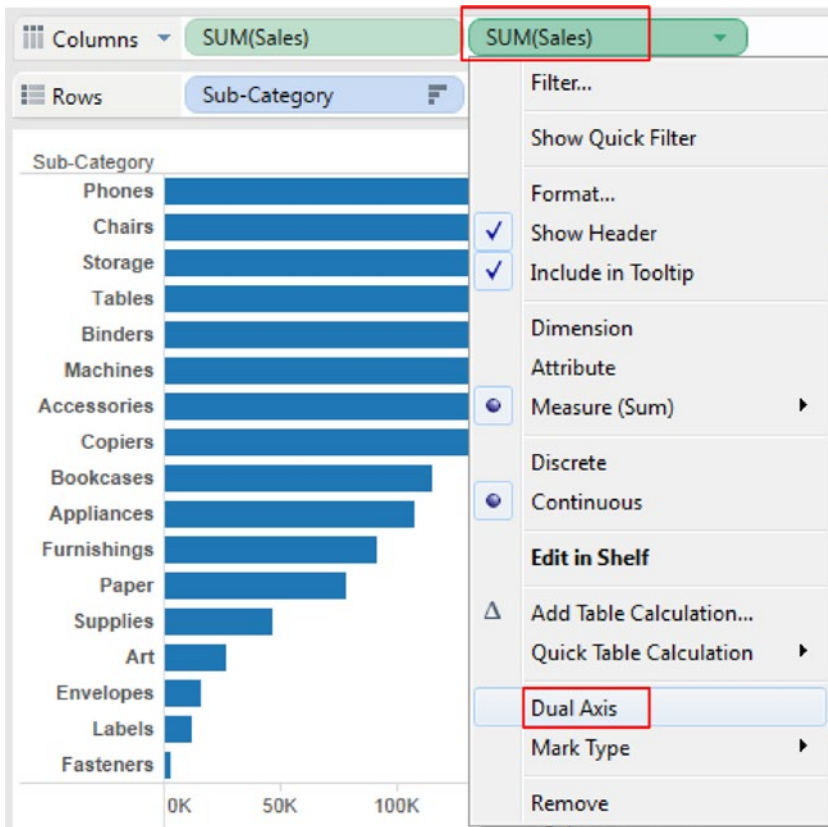 Columns SUM(Sales) SUM(Sales)
Rows Sub-Category
Sub-Category
Phones
Chairs
Storage
Tables
Binders
Machines
Accessories
Copiers
Bookcases
Appliances
Furnishings
Paper
Supplies
Art
Envelopes
Labels
Fasteners
0K 50K 100K
Filter...
Show Quick Filter
Format...
Show Header
Include in Tooltip
Dimension
Attribute
Measure (Sum)
Discrete
Continuous
Edit in Shelf
Δ Add Table Calculation...
Quick Table Calculation
Dual Axis
Mark Type
Remove